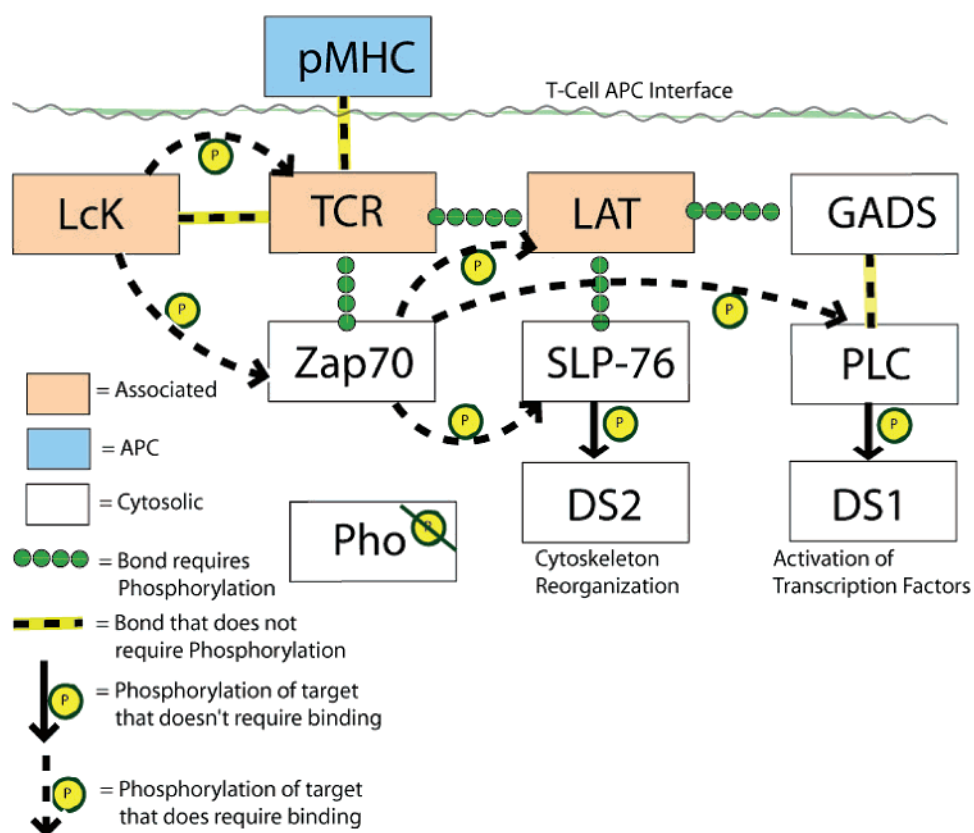 pMHC
T-Cell APC Interface
P
LcK
TCR
LAT
GADS
P
P
P
Zap70
SLP-76
PLC
= Associated
P
P
P
= APC
DS2
DS1
= Cytosolic
Pho
Cytoskeleton
Reorganization
Activation of
Transcription Factors
= Bond requires
Phosphorylation
= Bond that does not
require Phosphorylation
P
= Phosphorylation of target
that doesn't require binding
P
= Phosphorylation of target
that does require binding